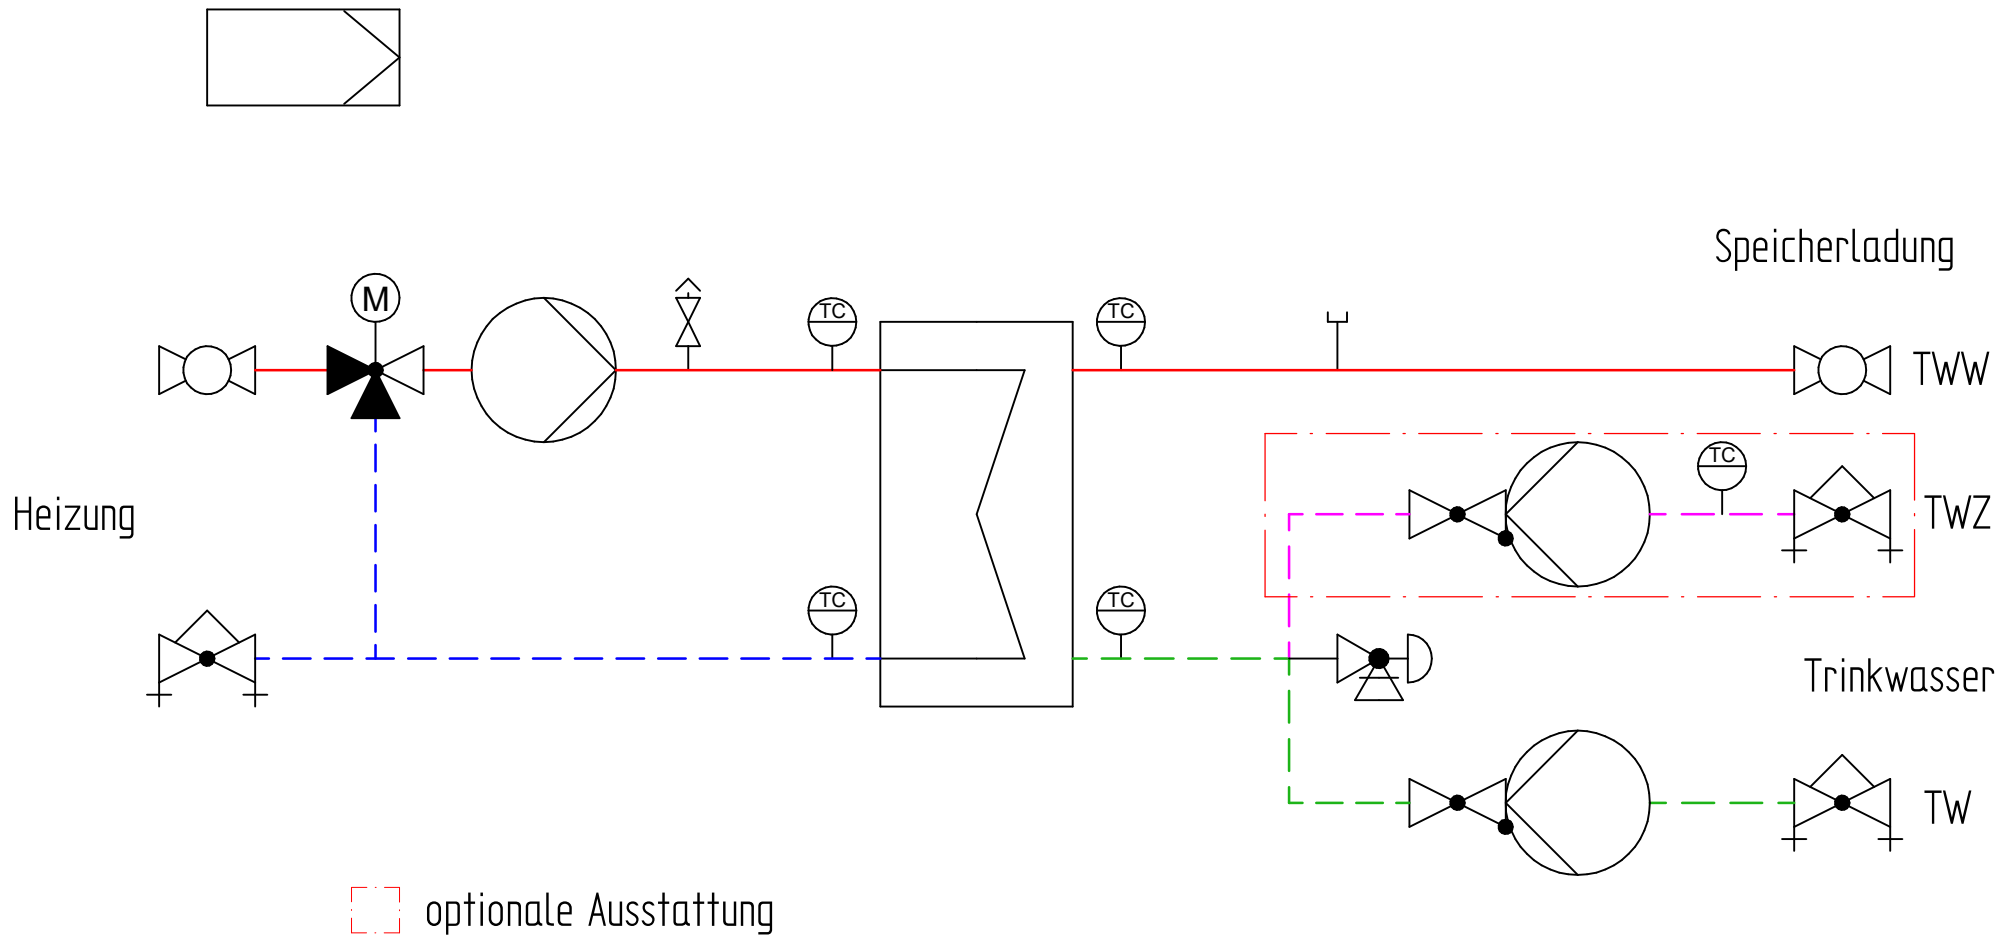 Speicherladung
M
TC
TC
TWW
TC
Heizung
TWZ
TC
TC
Trinkwasser
TW
optionale Ausstattung